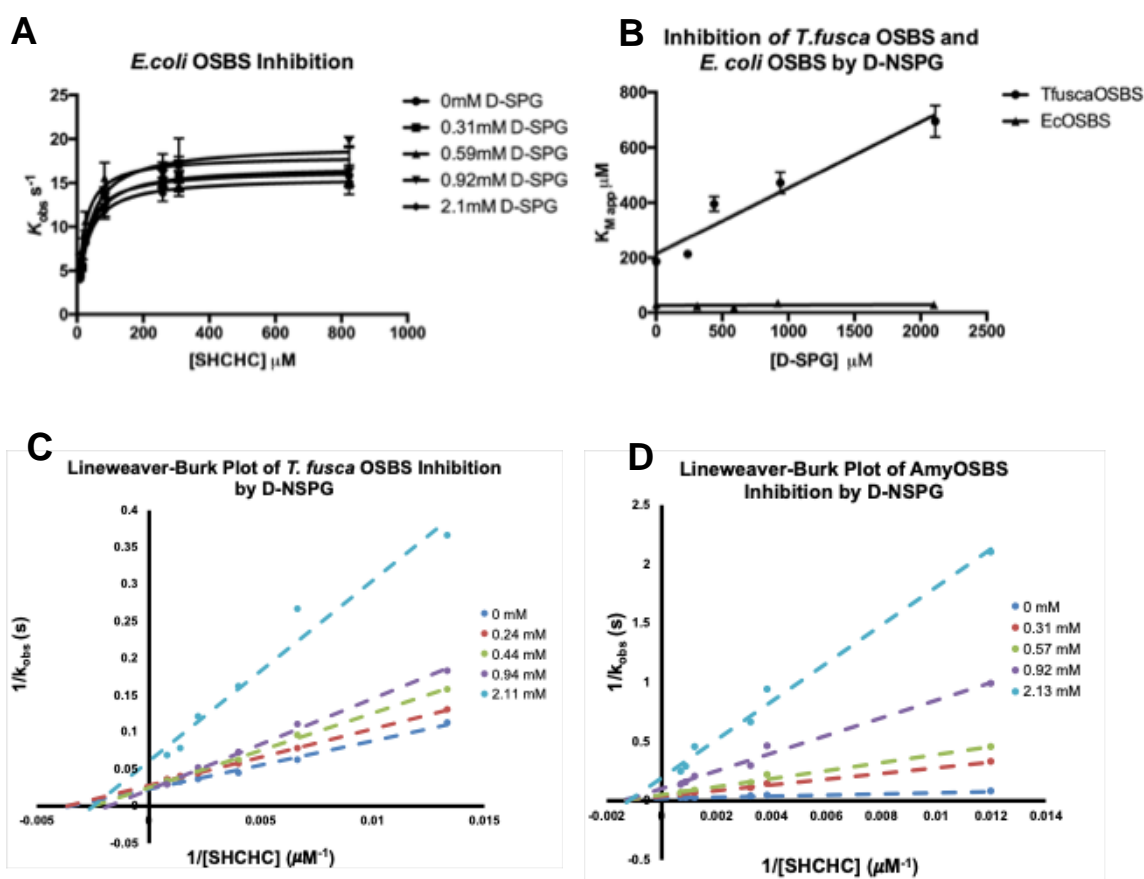 A
E.coli OSBS Inhibition
25
20
15
10
5
0
0
200
400
600
800
1000
Kobs s-1
[SHCHC] µM
0mM D-SPG
0.31mM D-SPG
0.59mM D-SPG
0.92mM D-SPG
2.1mM D-SPG
B
Inhibition of T.fusca OSBS and
E. coli OSBS by D-NSPG
800
600
400
200
0
0
500
1000
1500
2000
2500
KM app µM
[D-SPG] µM
TfuscaOSBS
EcOSBS
C
Lineweaver-Burk Plot of T. fusca OSBS Inhibition
by D-NSPG
0.4
0.35
0.3
0.25
0.2
0.15
0.1
0.05
0
-0.05
-0.005
0
0.005
0.01
0.015
1/kobs (s)
1/[SHCHC] (µM-1)
0 mM
0.24 mM
0.44 mM
0.94 mM
2.11 mM
D
Lineweaver-Burk Plot of AmyOSBS
Inhibition by D-NSPG
2.5
2
1.5
1
0.5
0
-0.5
-0.002
0
0.002
0.004
0.006
0.008
0.01
0.012
0.014
1/kobs (s)
1/[SHCHC] (µM-1)
0 mM
0.31 mM
0.57 mM
0.92 mM
2.13 mM